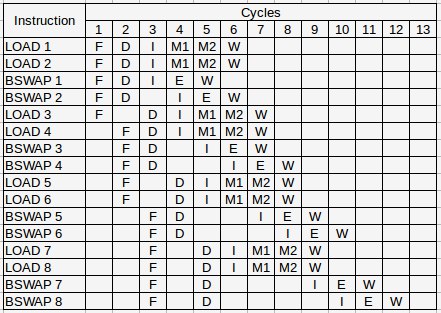 Instruction Cycles
1 2 3 4 5 6 7 8 9 10 11 12 13
LOAD 1 F D I M1 M2 W
LOAD 2 F D I M1 M2 W
BSWAP 1 F D I E W
BSWAP 2 F D I E W
LOAD 3 F D I M1 M2 W
LOAD 4 F D I M1 M2 W
BSWAP 3 F D I E W
BSWAP 4 F D I E W
LOAD 5 F D I M1 M2 W
LOAD 6 F D I M1 M2 W
BSWAP 5 F D I E W
BSWAP 6 F D I E W
LOAD 7 F D I M1 M2 W
LOAD 8 F D I M1 M2 W
BSWAP 7 F D I E W
BSWAP 8 F D I E W